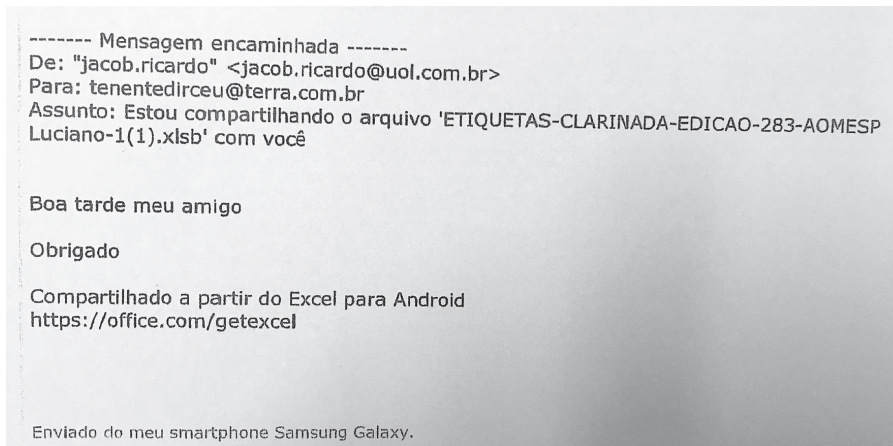 ------- Mensagem encaminhada -------
De: "jacob.ricardo" <jacob.ricardo@uol.com.br>
Para: tenentedirceu@terra.com.br
Assunto: Estou compartilhando o arquivo 'ETIQUETAS-CLARINADA-EDICAO-283-AOMESP
Luciano-1(1).xlsb' com você
Boa tarde meu amigo
Obrigado
Compartilhado a partir do Excel para Android
https://office.com/getexcel
Enviado do meu smartphone Samsung Galaxy.